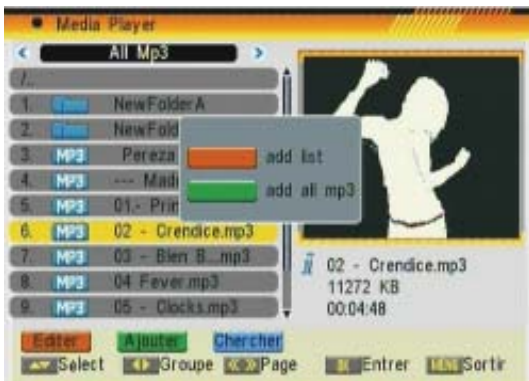 Media Player
All Mp3
/..
1. NewFolderA
2. NewFold
3. MP3 Pereza
4. MP3 --- Madi
5. MP3 01.- Prin
6. MP3 02 - Crendice.mp3
7. MP3 03 - Bien B...mp3
8. MP3 04 Fever.mp3
9. MP3 05 - Clocks.mp3
add list
add all mp3
02 - Crendice.mp3
11272 KB
00:04:48
Editer Ajouter Chercher
Select Groupe Page OK Entrer MENU Sortir